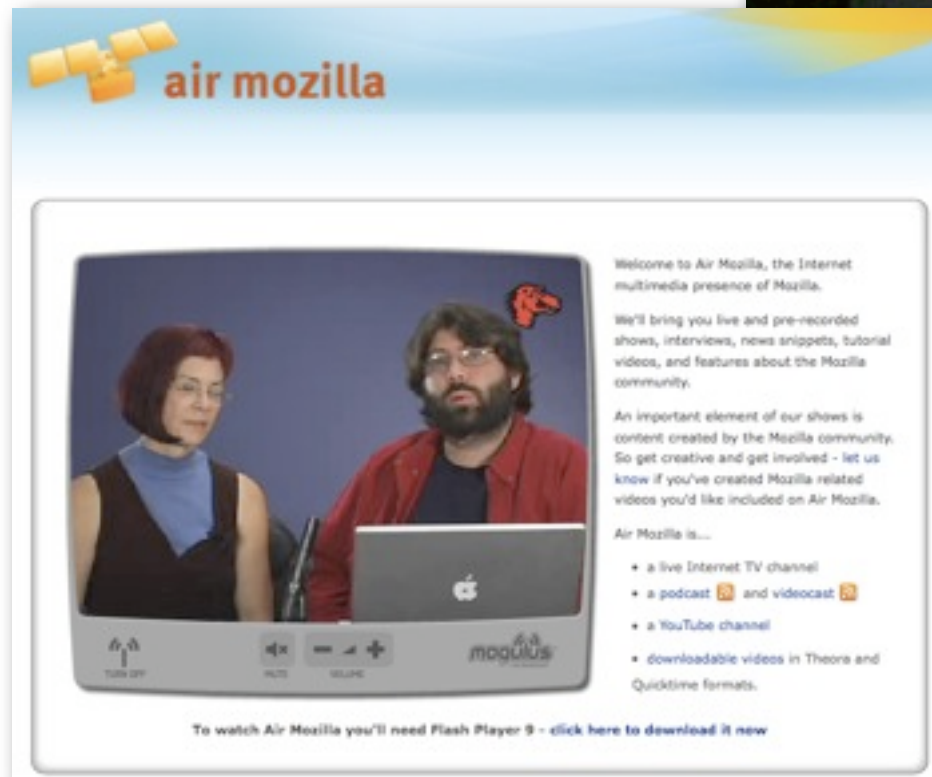 air mozilla
Welcome to Air Mozilla, the Internet
multimedia presence of Mozilla.
We'll bring you live and pre-recorded
shows, interviews, news snippets, tutorial
videos, and features about the Mozilla
community.
An important element of our shows is
content created by the Mozilla community.
So get creative and get involved - let us
know if you've created Mozilla related
videos you'd like included on Air Mozilla.
Air Mozilla is...
• a live Internet TV channel
• a podcast and videocast
• a YouTube channel
• downloadable videos in Theora and
Quicktime formats.
TURN OFF
MUTE
VOLUME
mogulus
To watch Air Mozilla you'll need Flash Player 9 - click here to download it now